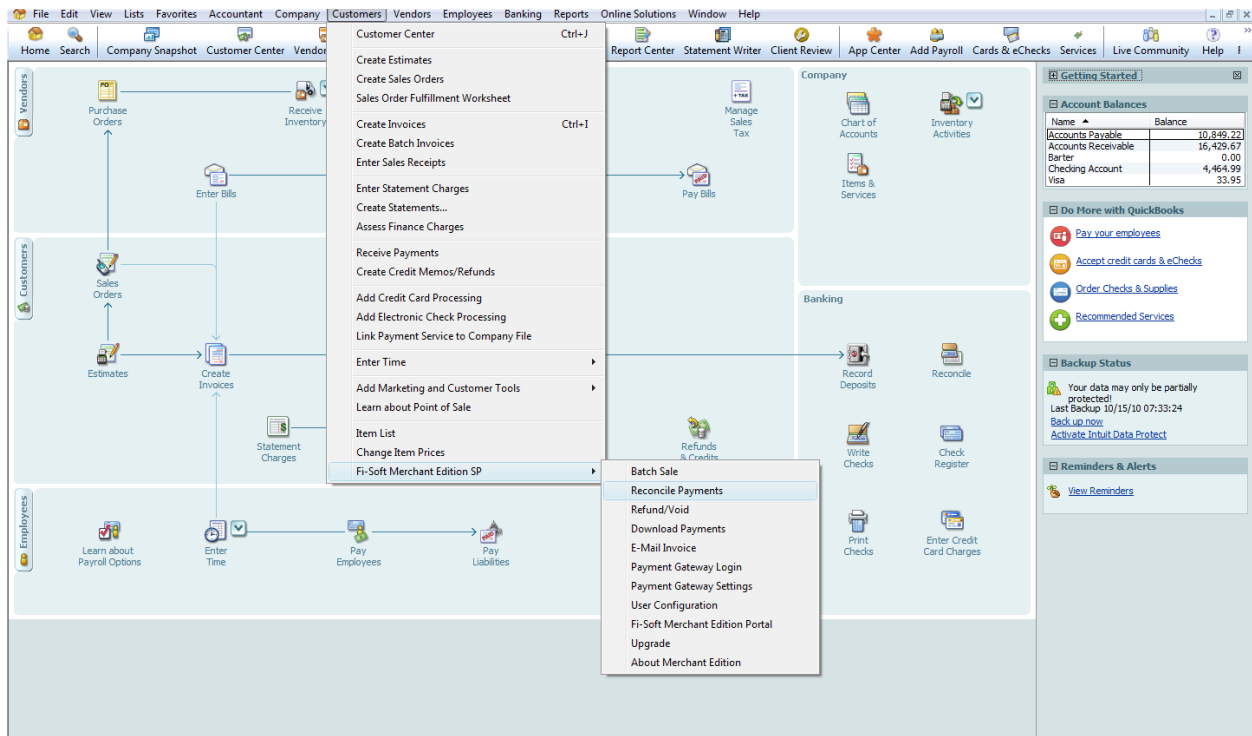 File Edit View Lists Favorites Accountant Company Customers Vendors Employees Banking Reports Online Solutions Window Help
Home Search Company Snapshot Customer Center Report Center Statement Writer Client Review App Center Add Payroll Cards & eChecks Services Live Community Help
Customer Center Ctrl+J
Create Estimates
Create Sales Orders
Sales Order Fulfillment Worksheet
Create Invoices Ctrl+I
Create Batch Invoices
Enter Sales Receipts
Enter Statement Charges
Create Statements...
Assess Finance Charges
Receive Payments
Create Credit Memos/Refunds
Add Credit Card Processing
Add Electronic Check Processing
Link Payment Service to Company File
Enter Time
Add Marketing and Customer Tools
Learn about Point of Sale
Item List
Change Item Prices
Fi-Soft Merchant Edition SP
Batch Sale
Reconcile Payments
Refund/Void
Download Payments
E-Mail Invoice
Payment Gateway Login
Payment Gateway Settings
User Configuration
Fi-Soft Merchant Edition Portal
Upgrade
About Merchant Edition
Vendors
PO
Purchase
Orders
Receive
Inventory
Enter Bills
+ TAX
Manage
Sales
Tax
Pay Bills
Customers
Sales
Orders
Estimates
Create
Invoices
Statement
Charges
Refunds
& Credits
Employees
Learn about
Payroll Options
Enter
Time
Pay
Employees
Pay
Liabilities
Company
Chart of
Accounts
Inventory
Activities
Items &
Services
Banking
Record
Deposits
Reconcile
Write
Checks
Check
Register
Print
Checks
Enter Credit
Card Charges
Getting Started
Account Balances
Name Balance
Accounts Payable 10,849.22
Accounts Receivable 16,429.67
Barter 0.00
Checking Account 4,464.99
Visa 33.95
Do More with QuickBooks
Pay your employees
Accept credit cards & eChecks
Order Checks & Supplies
Recommended Services
Backup Status
Your data may only be partially
protected!
Last Backup 10/15/10 07:33:24
Back up now
Activate Intuit Data Protect
Reminders & Alerts
View Reminders